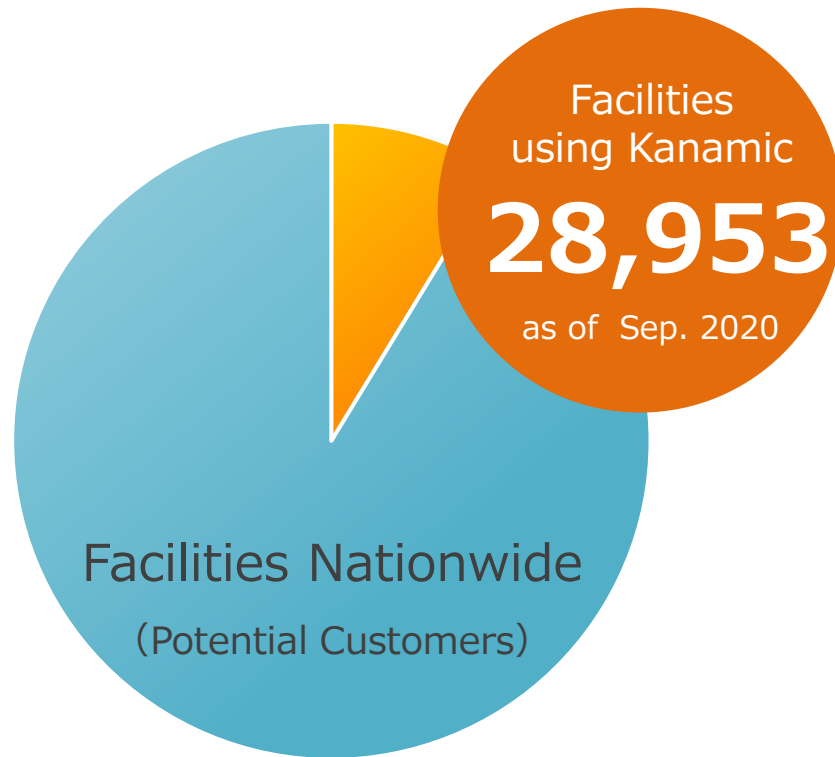 Facilities
using Kanamic
28,953
as of Sep. 2020
Facilities Nationwide
（Potential Customers）